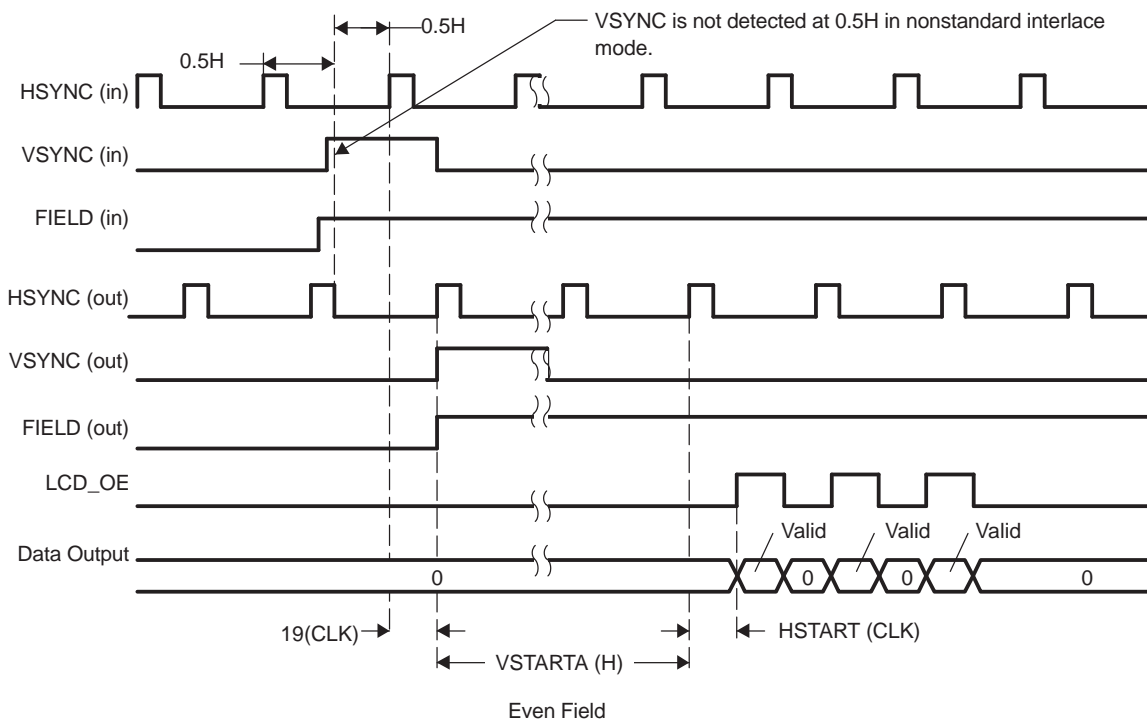 0.5H
VSYNC is not detected at 0.5H in nonstandard interlace
mode.
0.5H
HSYNC (in)
VSYNC (in)
FIELD (in)
HSYNC (out)
VSYNC (out)
FIELD (out)
LCD_OE
Valid Valid Valid
Data Output
0 0 0 0
19(CLK) HSTART (CLK)
VSTARTA (H)
Even Field